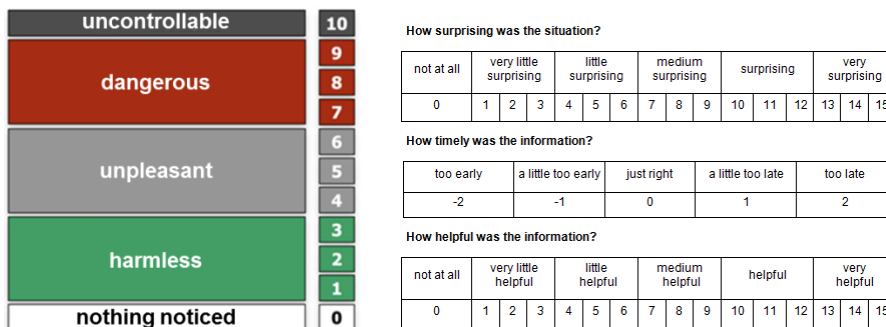 uncontrollable 10
9
dangerous 8
7
6
unpleasant 5
4
3
harmless 2
1
nothing noticed 0
How surprising was the situation?
not at all very little surprising little surprising medium surprising surprising very surprising
0 1 2 3 4 5 6 7 8 9 10 11 12 13 14 15
How timely was the information?
too early a little too early just right a little too late too late
-2 -1 0 1 2
How helpful was the information?
not at all very little helpful little helpful medium helpful helpful very helpful
0 1 2 3 4 5 6 7 8 9 10 11 12 13 14 15